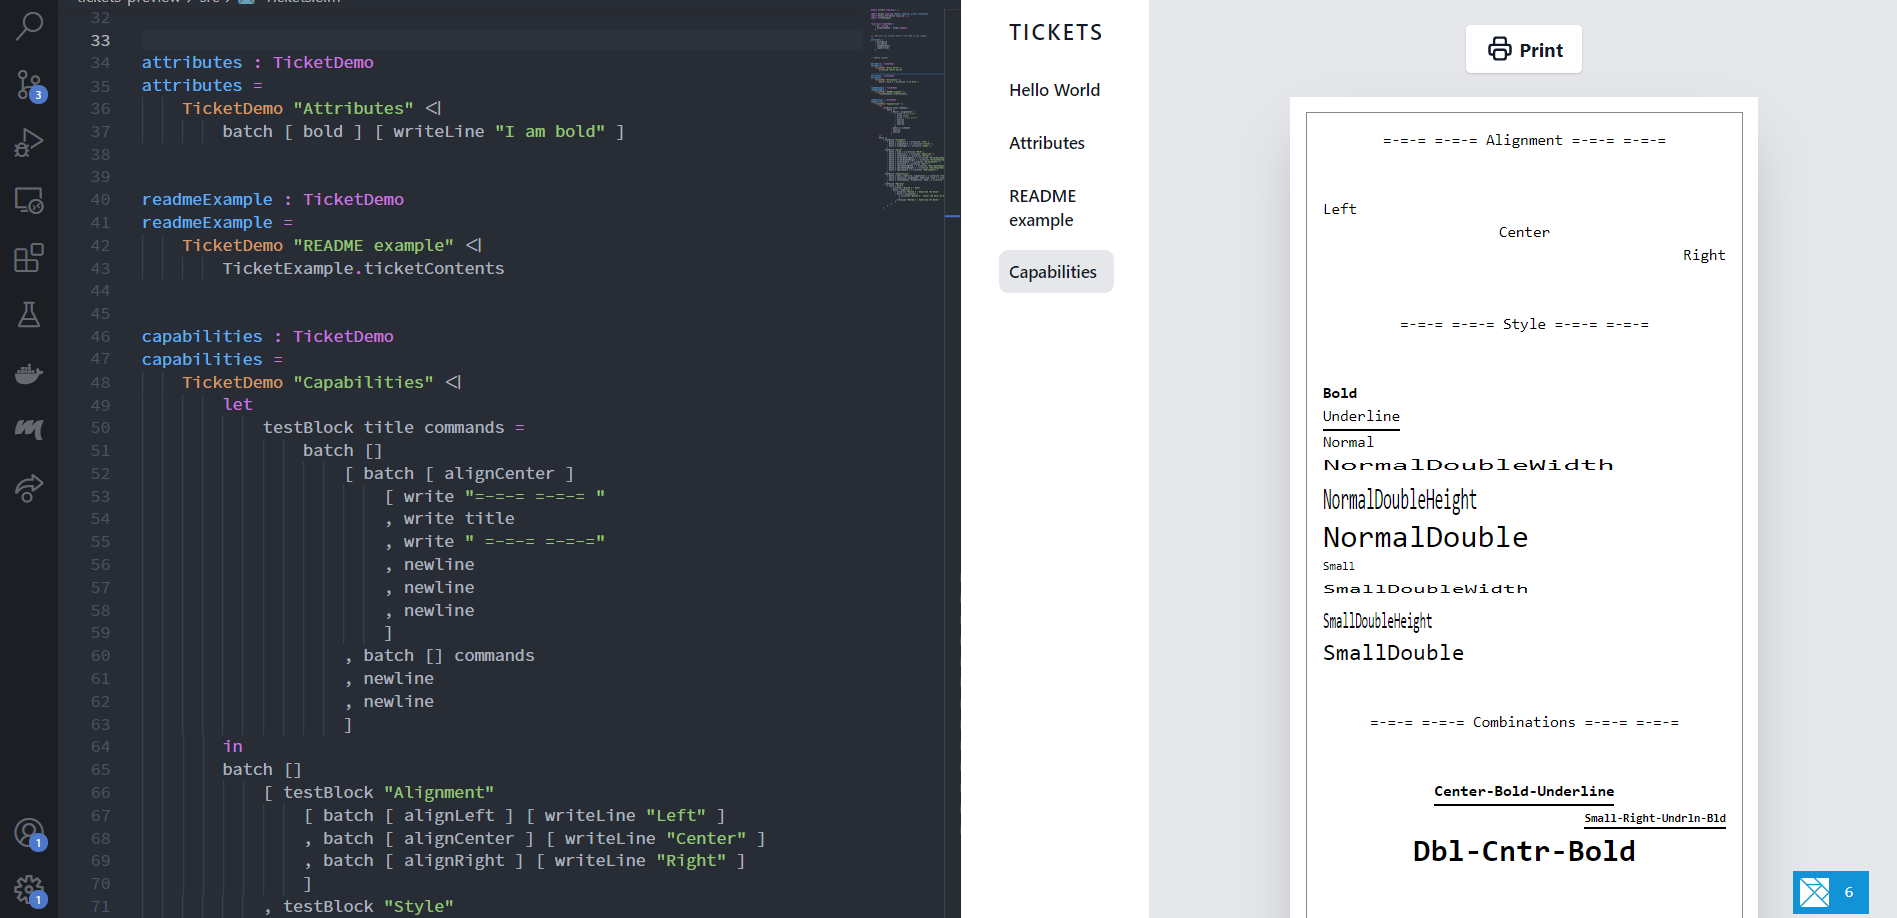 tickets-preview > src > Tickets.elm
32
33
34 attributes : TicketDemo
35 attributes =
36 TicketDemo "Attributes" <|
37 batch [ bold ] [ writeLine "I am bold" ]
38
39
40 readmeExample : TicketDemo
41 readmeExample =
42 TicketDemo "README example" <|
43 TicketExample.ticketContents
44
45
46 capabilities : TicketDemo
47 capabilities =
48 TicketDemo "Capabilities" <|
49 let
50 testBlock title commands =
51 batch []
52 [ batch [ alignCenter ]
53 [ write "=-=-= =-=-= "
54 , write title
55 , write " =-=-= =-=-="
56 , newline
57 , newline
58 , newline
59 ]
60 , batch [] commands
61 , newline
62 , newline
63 ]
64 in
65 batch []
66 [ testBlock "Alignment"
67 [ batch [ alignLeft ] [ writeLine "Left" ]
68 , batch [ alignCenter ] [ writeLine "Center" ]
69 , batch [ alignRight ] [ writeLine "Right" ]
70 ]
71 , testBlock "Style"
3
1
1
TICKETS
Hello World
Attributes
README
example
Capabilities
Print
=-=-= =-=-= Alignment =-=-= =-=-=
Left
Center
Right
=-=-= =-=-= Style =-=-= =-=-=
Bold
Underline
Normal
NormalDoubleWidth
NormalDoubleHeight
NormalDouble
Small
SmallDoubleWidth
SmallDoubleHeight
SmallDouble
=-=-= =-=-= Combinations =-=-= =-=-=
Center-Bold-Underline
Small-Right-Undrln-Bld
Dbl-Cntr-Bold
6